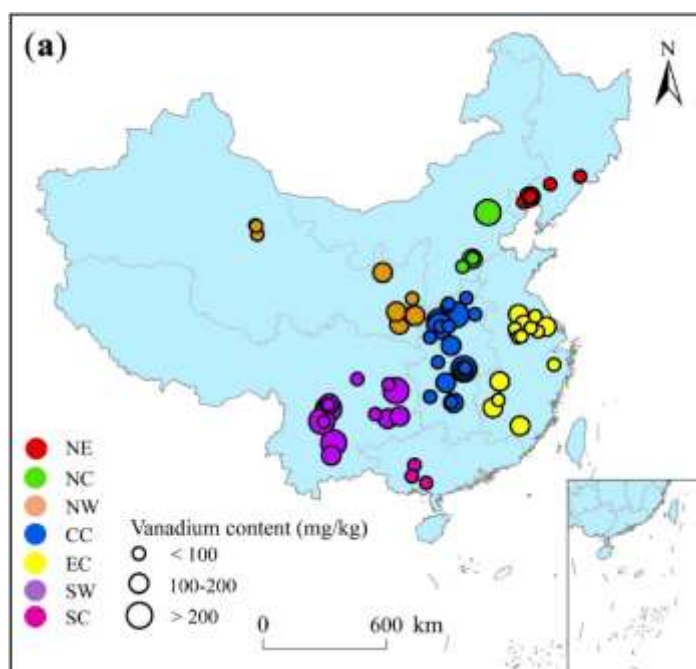 (a)
N
NE
NC
NW
CC
EC
SW
SC
Vanadium content (mg/kg)
< 100
100-200
> 200
0 600 km